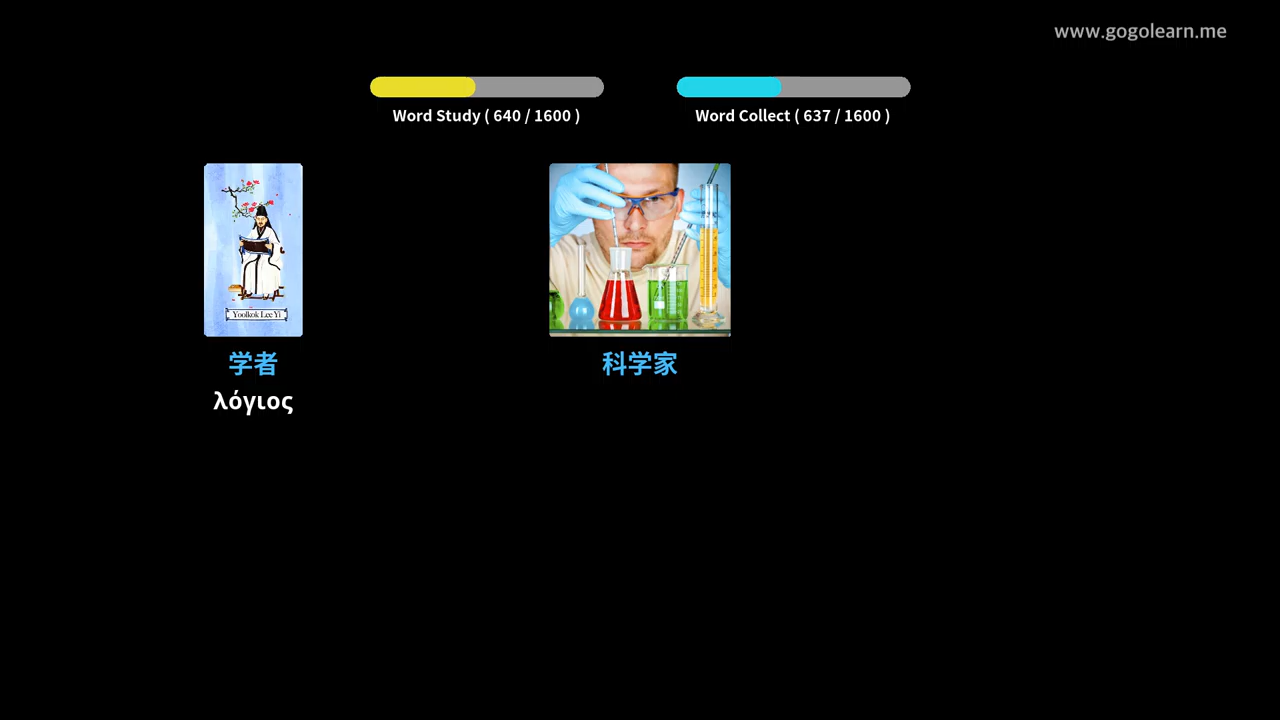 www.gogolearn.me
Word Study ( 640 / 1600 )
Word Collect ( 637 / 1600 )
Yoolkok Lee Yi
学者
科学家
λόγιος